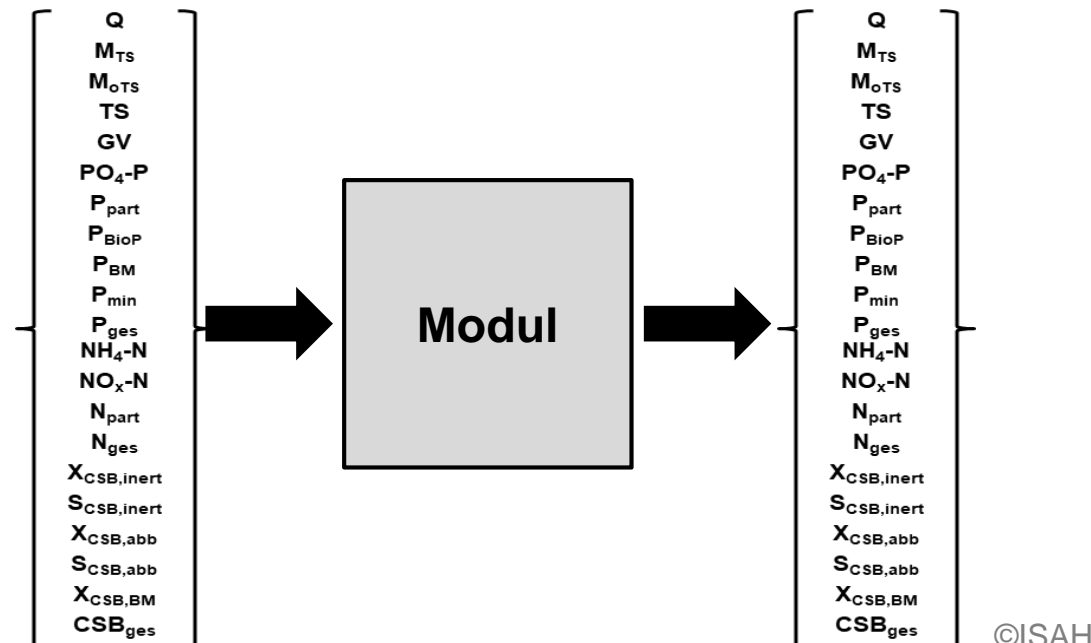 Q
M_TS
M_oTS
TS
GV
PO₄-P
P_part
P_BioP
P_BM
P_min
P_ges
NH₄-N
NOₓ-N
N_part
N_ges
X_CSB,inert
S_CSB,inert
X_CSB,abb
S_CSB,abb
X_CSB,BM
CSB_ges
Modul
Q
M_TS
M_oTS
TS
GV
PO₄-P
P_part
P_BioP
P_BM
P_min
P_ges
NH₄-N
NOₓ-N
N_part
N_ges
X_CSB,inert
S_CSB,inert
X_CSB,abb
S_CSB,abb
X_CSB,BM
CSB_ges
©ISAH